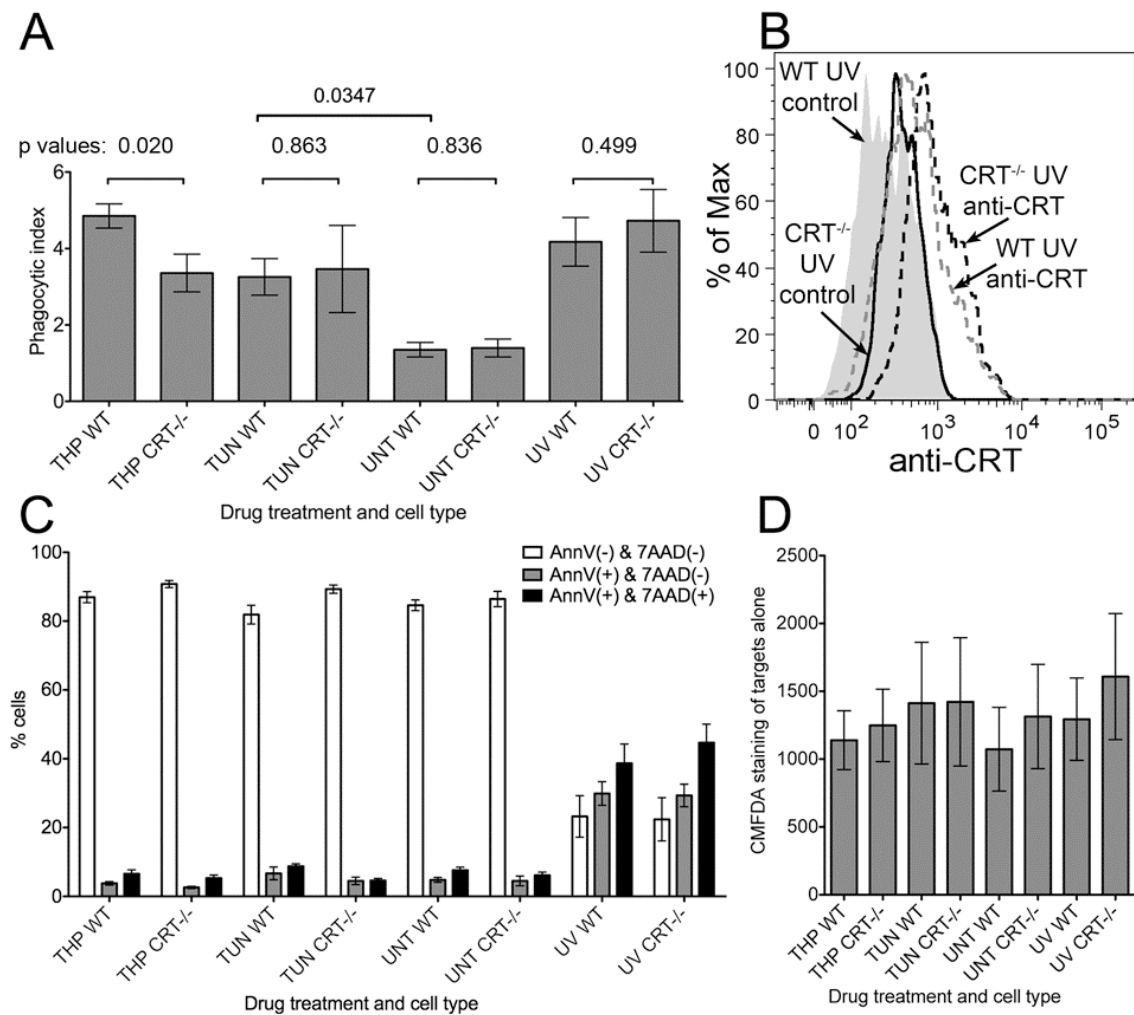 A
0.0347
p values: 0.020 0.863 0.836 0.499
Phagocytic index
6
4
2
0
THP WT
THP CRT-/-
TUN WT
TUN CRT-/-
UNT WT
UNT CRT-/-
UV WT
UV CRT-/-
Drug treatment and cell type
B
WT UV
control
CRT-/-
UV
control
CRT-/- UV
anti-CRT
WT UV
anti-CRT
% of Max
100
80
60
40
20
0
0 10² 10³ 10⁴ 10⁵
anti-CRT
C
AnnV(-) & 7AAD(-)
AnnV(+) & 7AAD(-)
AnnV(+) & 7AAD(+)
% cells
100
80
60
40
20
0
THP WT
THP CRT-/-
TUN WT
TUN CRT-/-
UNT WT
UNT CRT-/-
UV WT
UV CRT-/-
Drug treatment and cell type
D
CMFDA staining of targets alone
2500
2000
1500
1000
500
0
THP WT
THP CRT-/-
TUN WT
TUN CRT-/-
UNT WT
UNT CRT-/-
UV WT
UV CRT-/-
Drug treatment and cell type